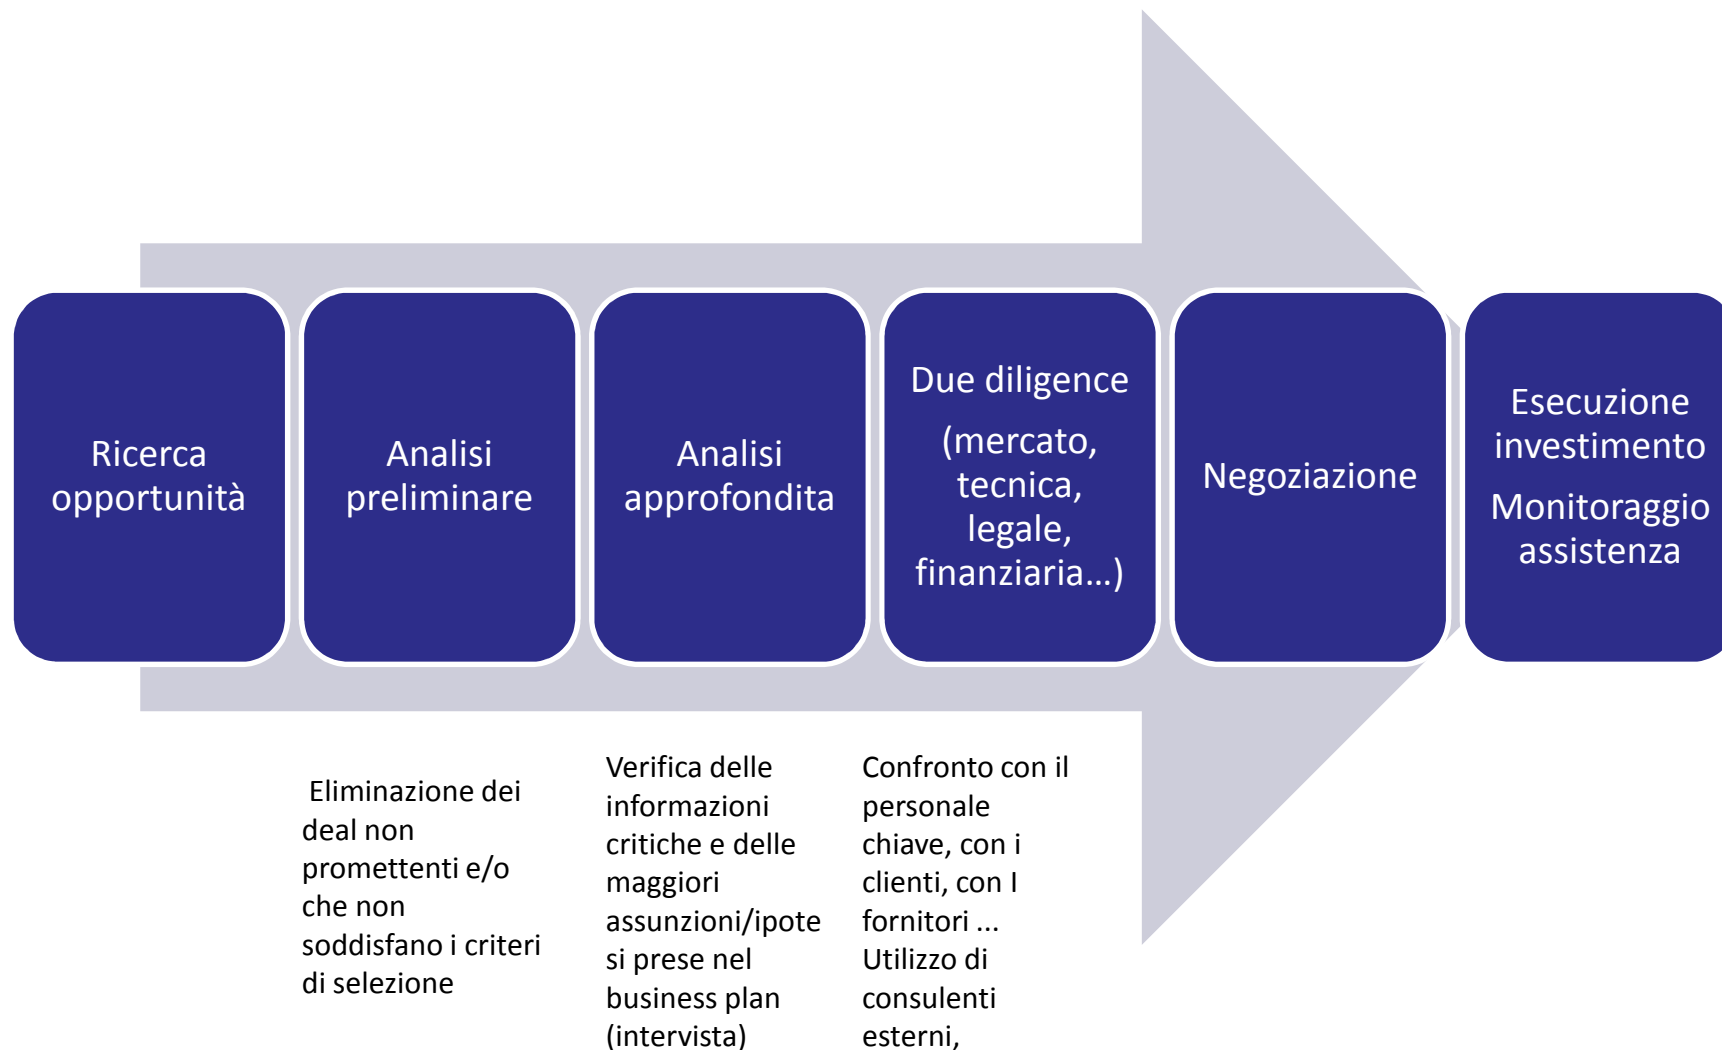 Ricerca
opportunità
Analisi
preliminare
Analisi
approfondita
Due diligence
(mercato,
tecnica,
legale,
finanziaria...)
Negoziazione
Esecuzione
investimento
Monitoraggio
assistenza
Eliminazione dei
deal non
promettenti e/o
che non
soddisfano i criteri
di selezione
Verifica delle
informazioni
critiche e delle
maggiori
assunzioni/ipote
si prese nel
business plan
(intervista)
Confronto con il
personale
chiave, con i
clienti, con I
fornitori ...
Utilizzo di
consulenti
esterni,